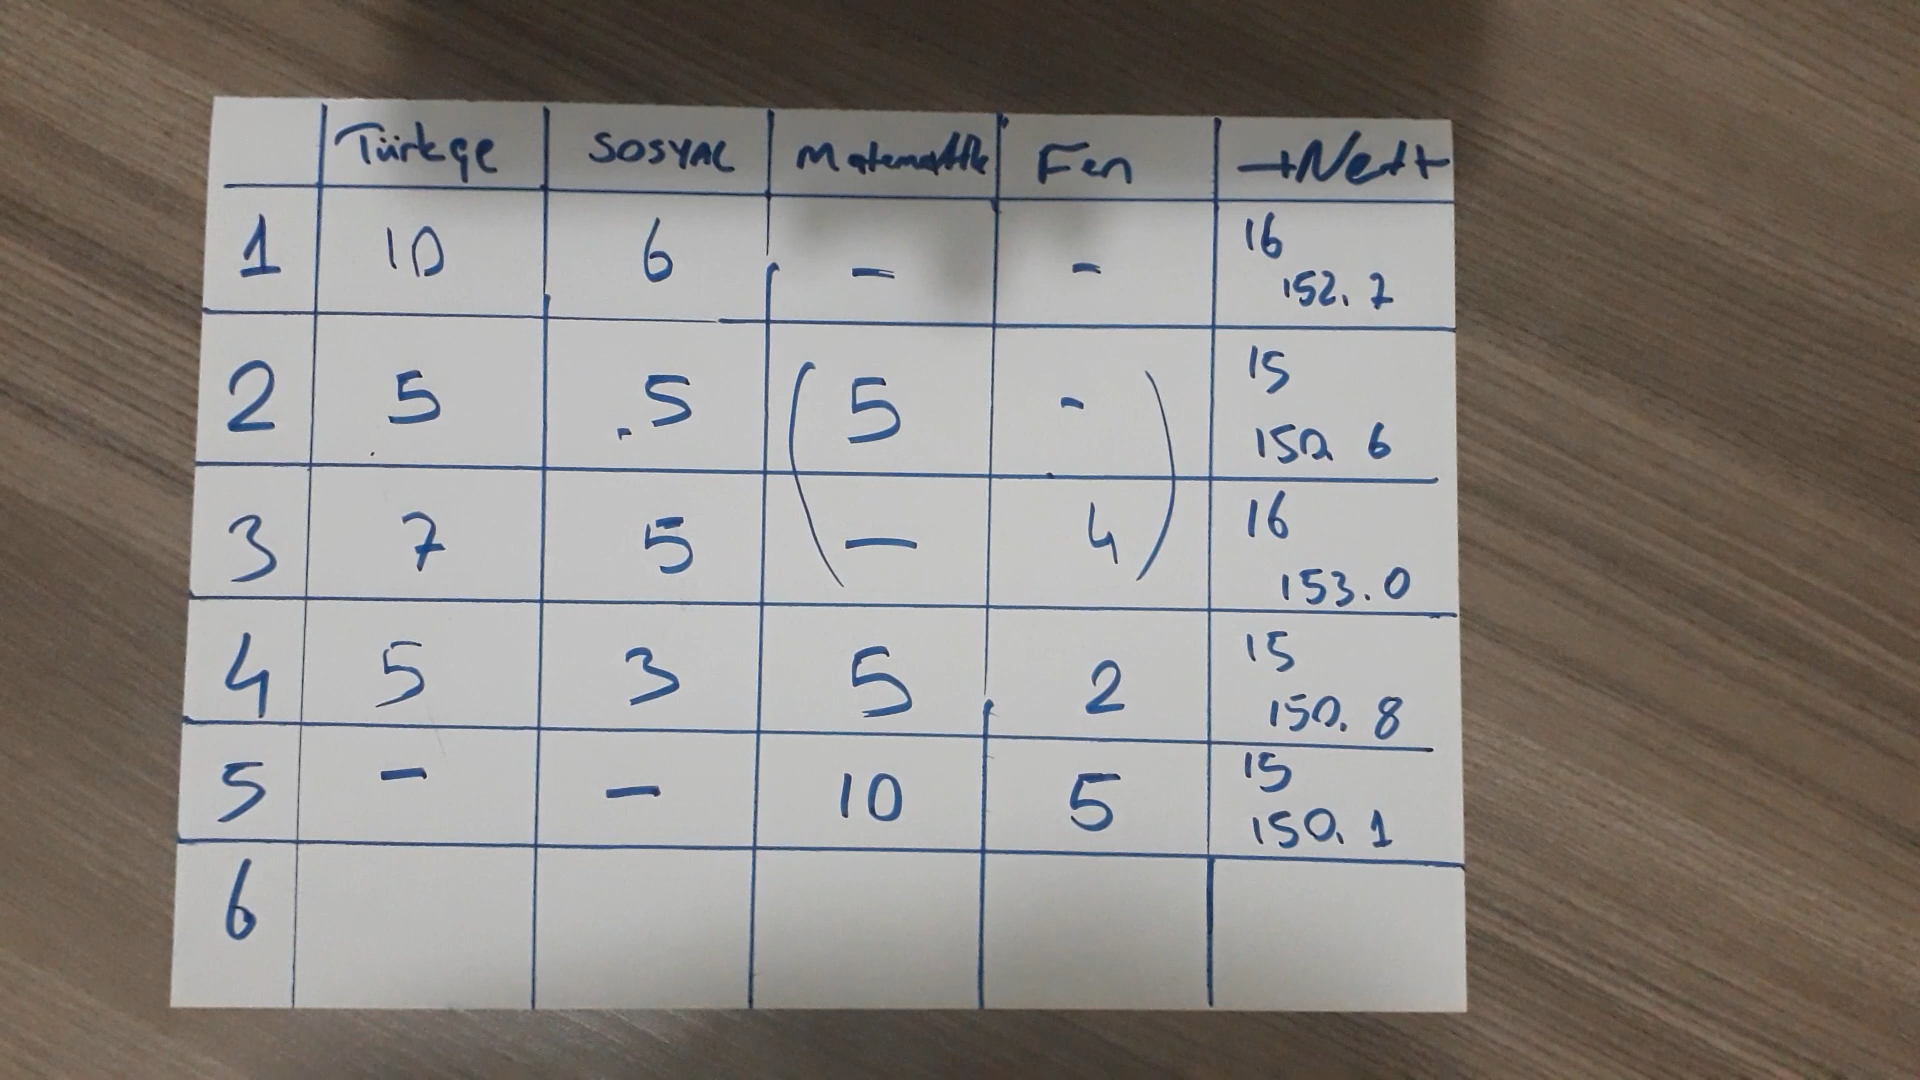 Türkçe SOSYAL Matematik Fen →Net+
1 10 6 - - 16
152.7
2 5 .5 (5 -) 15
150.6
3 7 5 (- 4) 16
153.0
4 5 3 5 2 15
150.8
5 - - 10 5 15
150.1
6